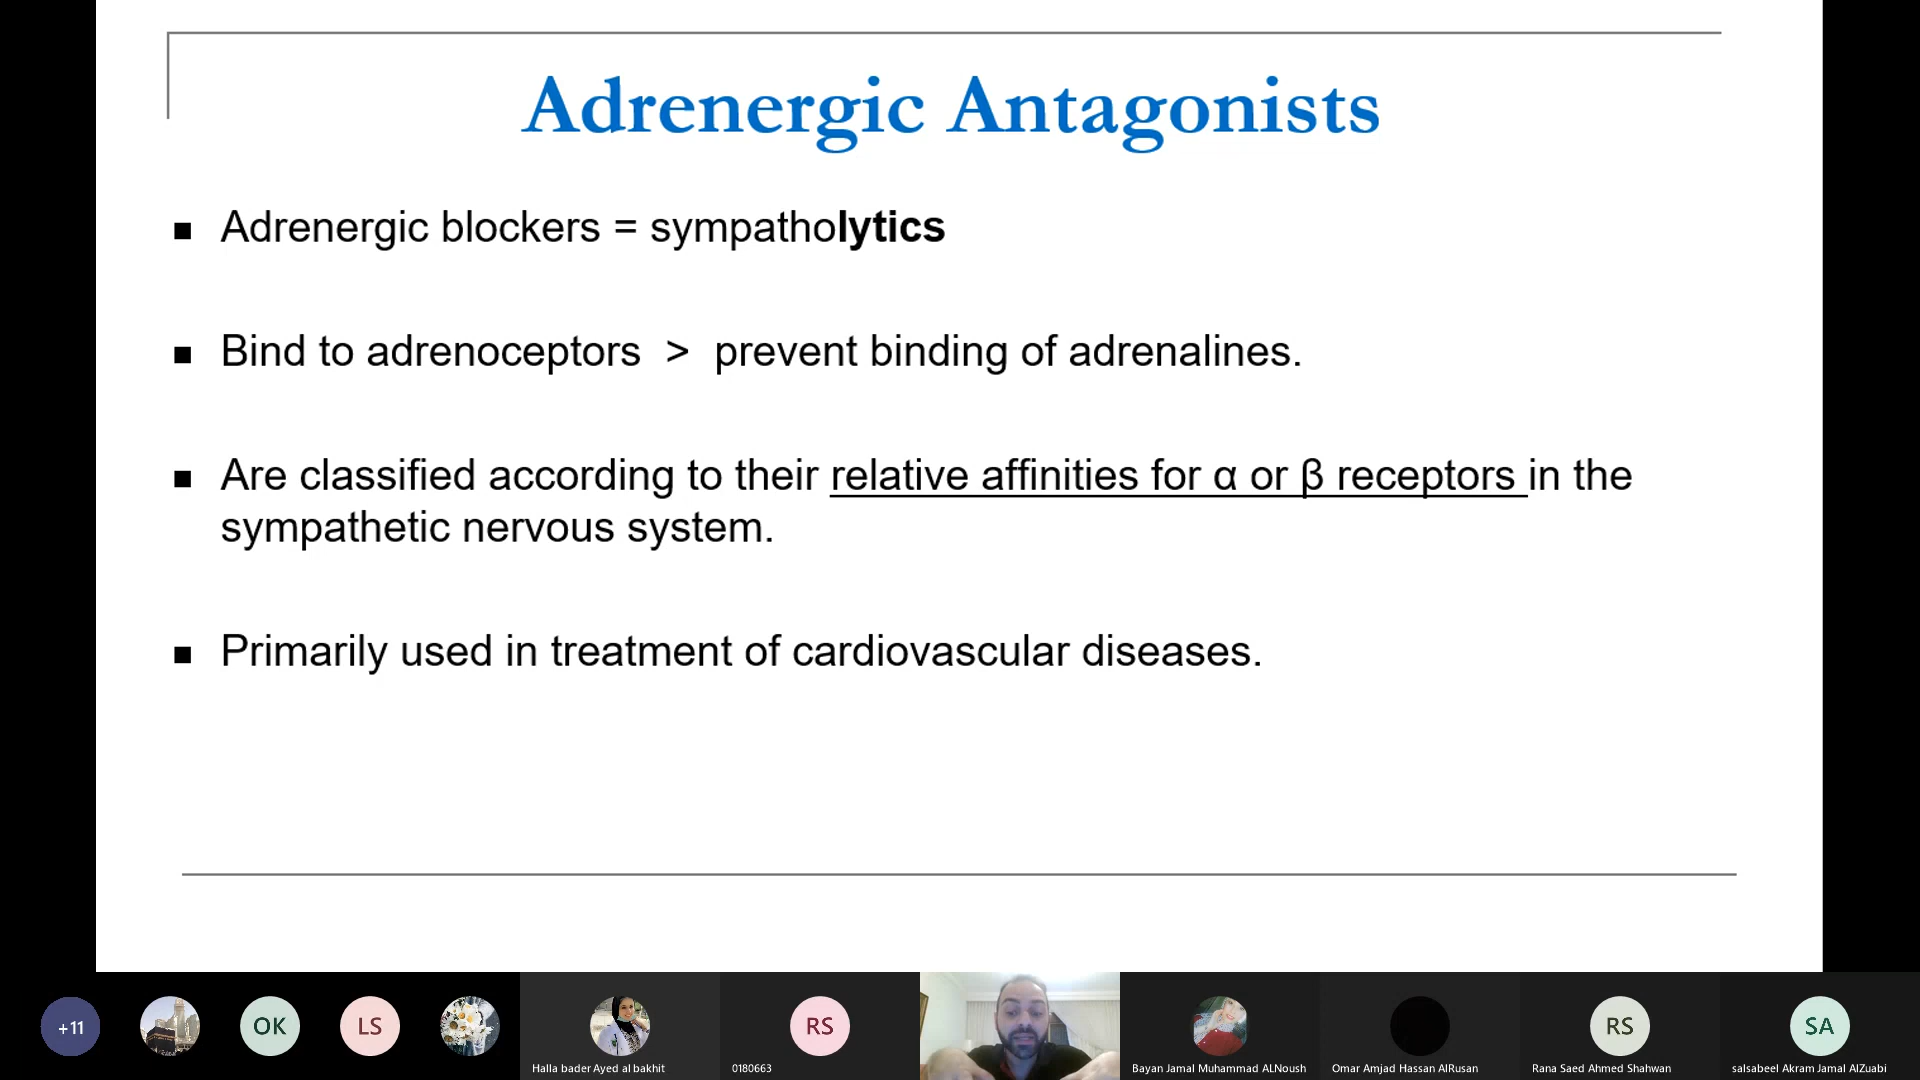 Adrenergic Antagonists
■ Adrenergic blockers = sympatholytics
■ Bind to adrenoceptors > prevent binding of adrenalines.
■ Are classified according to their relative affinities for α or β receptors in the
sympathetic nervous system.
■ Primarily used in treatment of cardiovascular diseases.
+11
OK
LS
RS
RS
SA
Halla bader Ayed al bakhit
0180663
Bayan Jamal Muhammad ALNoush
Omar Amjad Hassan AlRusan
Rana Saed Ahmed Shahwan
salsabeel Akram Jamal AlZuabi